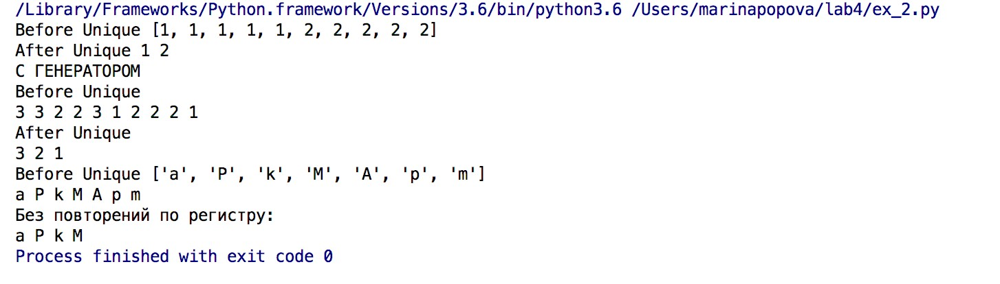 /Library/Frameworks/Python.framework/Versions/3.6/bin/python3.6 /Users/marinapopova/lab4/ex_2.py
Before Unique [1, 1, 1, 1, 1, 2, 2, 2, 2, 2]
After Unique 1 2
С ГЕНЕРАТОРОМ
Before Unique
3 3 2 2 3 1 2 2 2 1
After Unique
3 2 1
Before Unique ['a', 'P', 'k', 'M', 'A', 'p', 'm']
a P k M A p m
Без повторений по регистру:
a P k M
Process finished with exit code 0